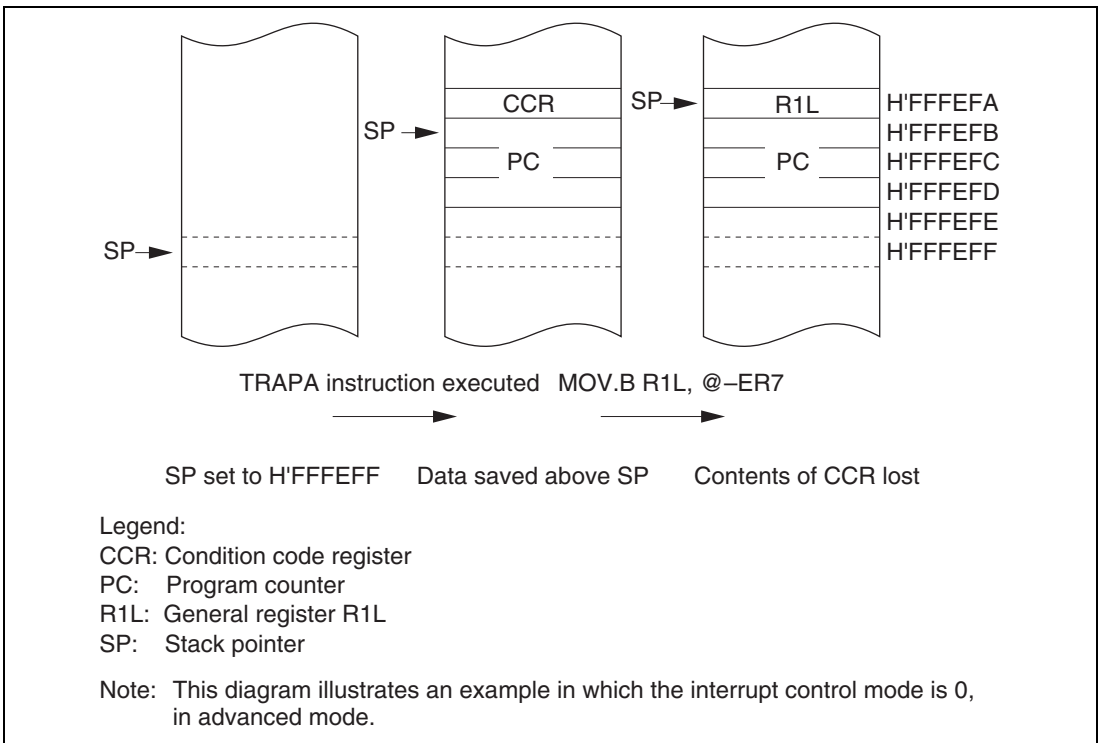 CCR
SP
R1L
H'FFFEFA
SP
H'FFFEFB
PC
PC
H'FFFEFC
H'FFFEFD
H'FFFEFE
SP
H'FFFEFF
TRAPA instruction executed
MOV.B R1L, @–ER7
SP set to H'FFFEFF
Data saved above SP
Contents of CCR lost
Legend:
CCR: Condition code register
PC: Program counter
R1L: General register R1L
SP: Stack pointer
Note: This diagram illustrates an example in which the interrupt control mode is 0,
in advanced mode.